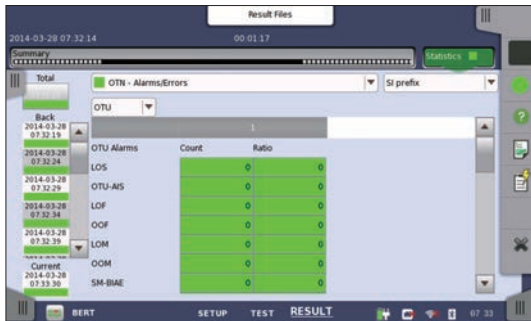 Result Files
2014-03-28 07:32:14
00:01:17
Summary
Statistics
Total
OTN - Alarms/Errors
SI prefix
OTU
Back
1
2014-03-28
07:32:19
OTU Alarms Count Ratio
2014-03-28
07:32:24
LOS 0 0
2014-03-28
07:32:29
OTU-AIS 0 0
2014-03-28
07:32:34
LOF 0 0
OOF 0 0
2014-03-28
07:32:39
LOM 0 0
Current
OOM 0 0
2014-03-28
07:33:30
SM-BIAE 0 0
BERT
SETUP
TEST
RESULT
07 33